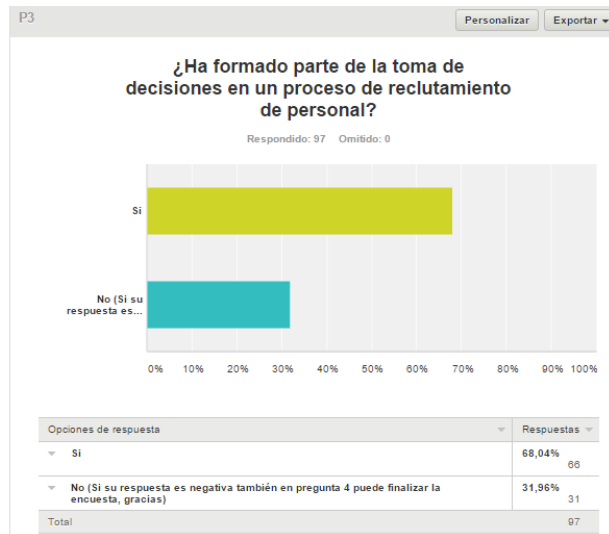 P3
Personalizar
Exportar
¿Ha formado parte de la toma de
decisiones en un proceso de reclutamiento
de personal?
Respondido: 97 Omitido: 0
Si
No (Si su
respuesta es...
0% 10% 20% 30% 40% 50% 60% 70% 80% 90% 100%
Opciones de respuesta
Respuestas
Si
68,04%
66
No (Si su respuesta es negativa también en pregunta 4 puede finalizar la
encuesta, gracias)
31,96%
31
Total
97